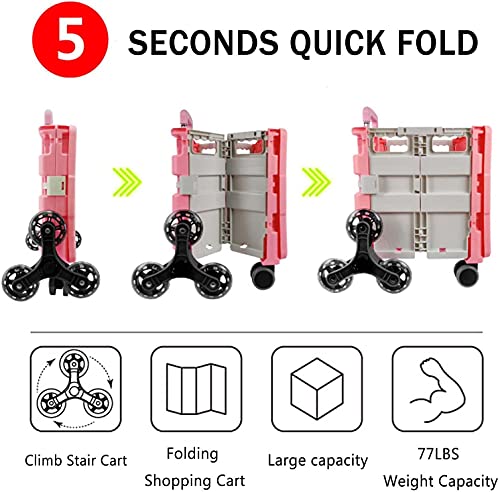 5 SECONDS QUICK FOLD
Climb Stair Cart
Folding
Shopping Cart
Large capacity
77LBS
Weight Capacity